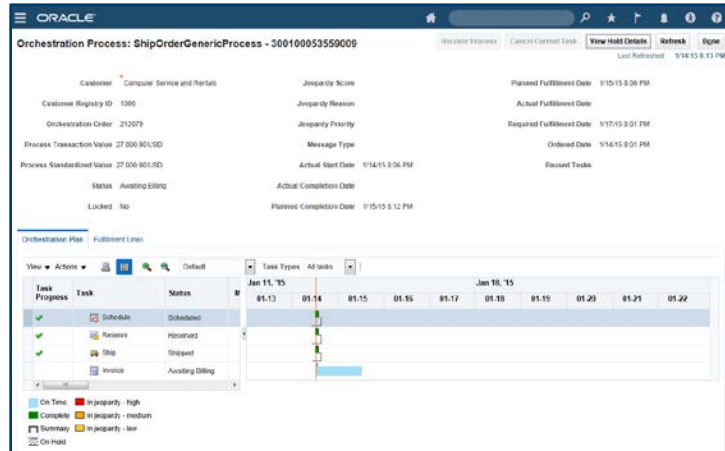 ORACLE
Orchestration Process: ShipOrderGenericProcess - 300100053559009
Recover Process Cancel Current Task View Hold Details Refresh Done
Last Refreshed 1/14/15 8:13 PM
Customer Computer Service and Rentals
Customer Registry ID 1006
Orchestration Order 213079
Process Transaction Value 27,000.00 USD
Process Standardized Value 27,000.00 USD
Status Awaiting Billing
Locked No
Jeopardy Score
Jeopardy Reason
Jeopardy Priority
Message Type
Actual Start Date 1/14/15 8:06 PM
Actual Completion Date
Planned Completion Date 1/15/15 8:12 PM
Planned Fulfillment Date 1/15/15 8:06 PM
Actual Fulfillment Date
Required Fulfillment Date 1/17/15 8:01 PM
Ordered Date 1/14/15 8:01 PM
Paused Tasks
Orchestration Plan Fulfillment Lines
View Actions Default Task Types All tasks
Task Progress Task Status
Jan 11, '15 Jan 18, '15
01-13 01-14 01-15 01-16 01-17 01-18 01-19 01-20 01-21 01-22
Schedule Scheduled
Reserve Reserved
Ship Shipped
Invoice Awaiting Billing
On Time In jeopardy - high
Complete In jeopardy - medium
Summary In jeopardy - low
On Hold